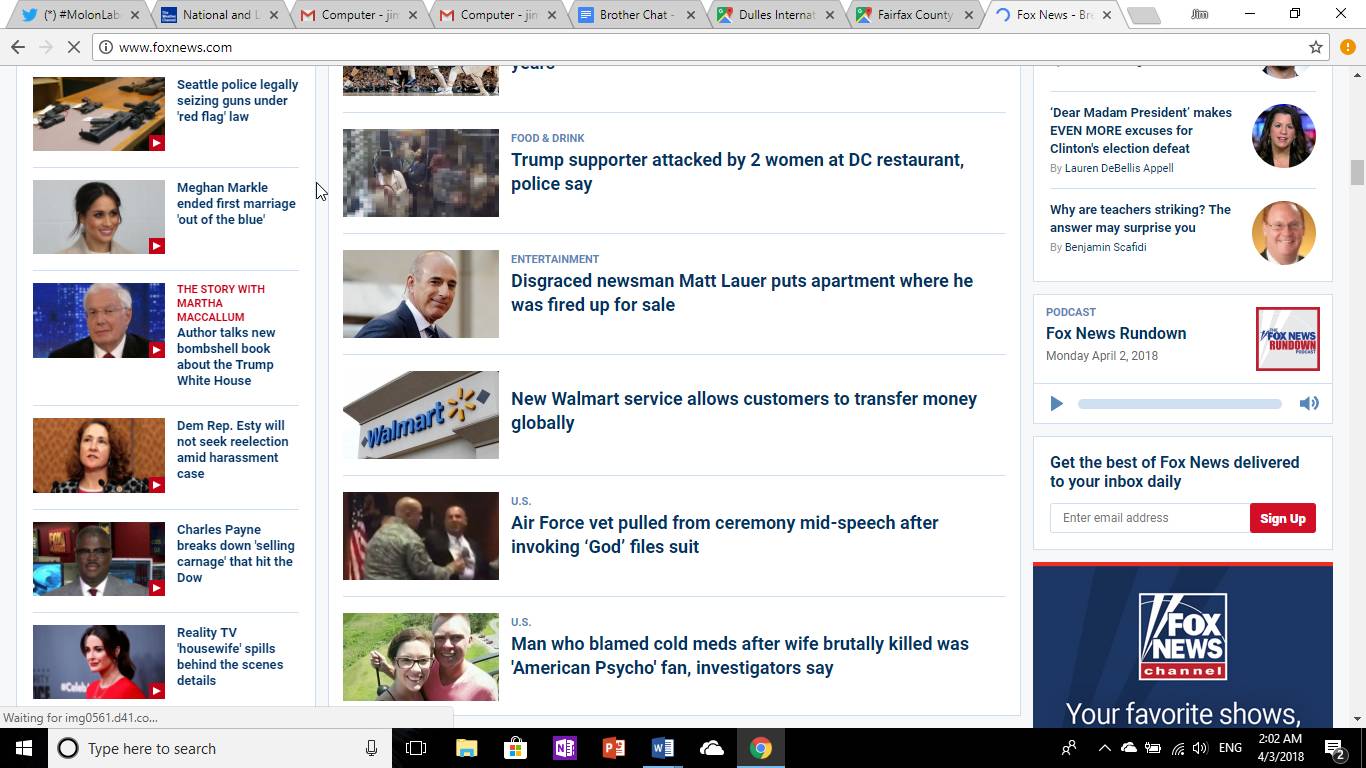 (*) #MolonLab
National and L
Computer - jim
Computer - jim
Brother Chat -
Dulles Internat
Fairfax County
Fox News - Bre
Jim
www.foxnews.com
Seattle police legally
seizing guns under
'red flag' law
Meghan Markle
ended first marriage
'out of the blue'
THE STORY WITH
MARTHA
MACCALLUM
Author talks new
bombshell book
about the Trump
White House
Dem Rep. Esty will
not seek reelection
amid harassment
case
Charles Payne
breaks down 'selling
carnage' that hit the
Dow
Reality TV
'housewife' spills
behind the scenes
details
years
FOOD & DRINK
Trump supporter attacked by 2 women at DC restaurant,
police say
ENTERTAINMENT
Disgraced newsman Matt Lauer puts apartment where he
was fired up for sale
Walmart
New Walmart service allows customers to transfer money
globally
U.S.
Air Force vet pulled from ceremony mid-speech after
invoking ‘God’ files suit
U.S.
Man who blamed cold meds after wife brutally killed was
'American Psycho' fan, investigators say
‘Dear Madam President’ makes
EVEN MORE excuses for
Clinton's election defeat
By Lauren DeBellis Appell
Why are teachers striking? The
answer may surprise you
By Benjamin Scafidi
PODCAST
Fox News Rundown
Monday April 2, 2018
THE
FOX NEWS
RUNDOWN
PODCAST
Get the best of Fox News delivered
to your inbox daily
Enter email address
Sign Up
FOX
NEWS
channel
Your favorite shows,
Waiting for img0561.d41.co...
Type here to search
ENG
2:02 AM
4/3/2018
2